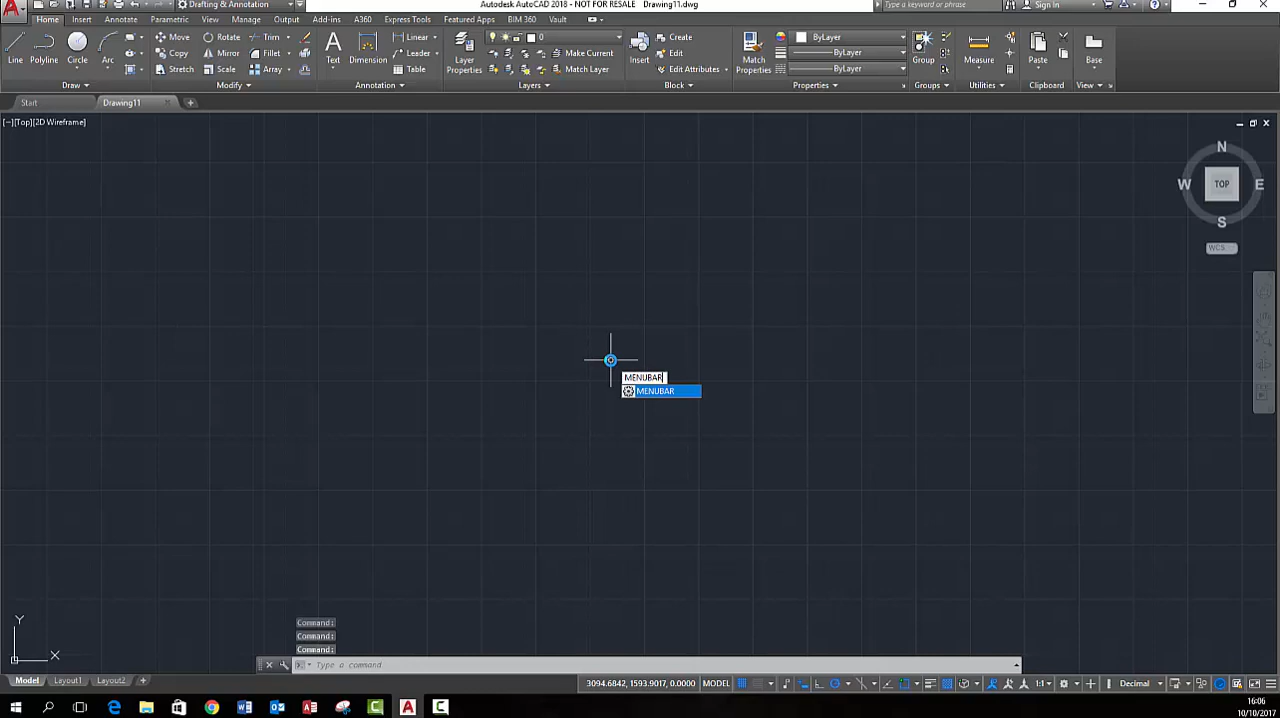 Drafting & Annotation
Autodesk AutoCAD 2018 - NOT FOR RESALE Drawing11.dwg
Type a keyword or phrase
Sign In
Home Insert Annotate Parametric View Manage Output Add-ins A360 Express Tools Featured Apps BIM 360 Vault
Move Rotate Trim Linear 0 Create ByLayer
Copy Mirror Fillet Leader Make Current Edit ByLayer
Line Polyline Circle Arc Text Dimension Layer Properties Insert Match Properties Group Measure Paste Base
Stretch Scale Array Table Match Layer Edit Attributes ByLayer
Draw Modify Annotation Layers Block Properties Groups Utilities Clipboard View
Start Drawing11
[−][Top][2D Wireframe]
N
W TOP E
S
WCS
MENUBAR
MENUBAR
Y
X
Command:
Command:
Command:
Type a command
Model Layout1 Layout2
3094.6842, 1593.9017, 0.0000 MODEL 1:1 Decimal
16:06
10/10/2017